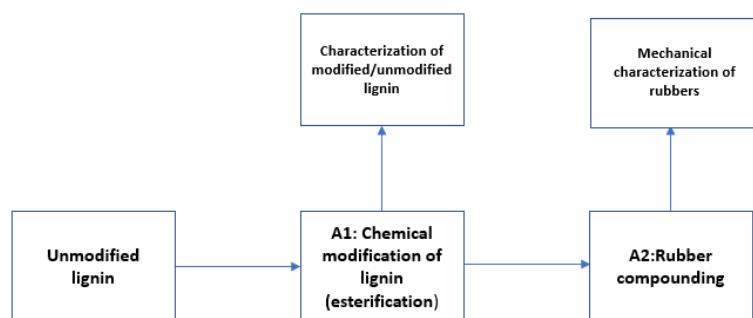 Characterization of
modified/unmodified
lignin
Mechanical
characterization of
rubbers
Unmodified
lignin
A1: Chemical
modification of
lignin
(esterification)
A2:Rubber
compounding